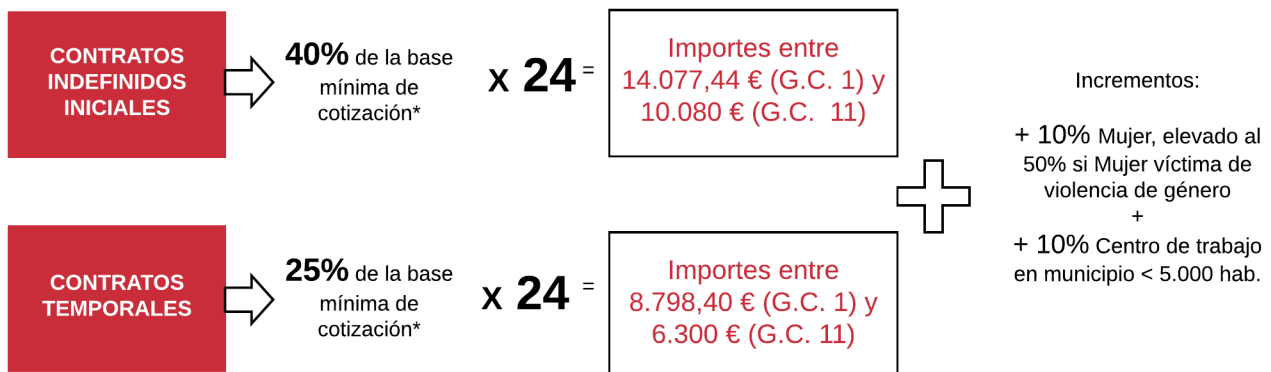 CONTRATOS
INDEFINIDOS
INICIALES
40% de la base
mínima de
cotización*
x 24 =
Importes entre
14.077,44 € (G.C. 1) y
10.080 € (G.C. 11)
CONTRATOS
TEMPORALES
25% de la base
mínima de
cotización*
x 24 =
Importes entre
8.798,40 € (G.C. 1) y
6.300 € (G.C. 11)
Incrementos:
+ 10% Mujer, elevado al
50% si Mujer víctima de
violencia de género
+
+ 10% Centro de trabajo
en municipio < 5.000 hab.